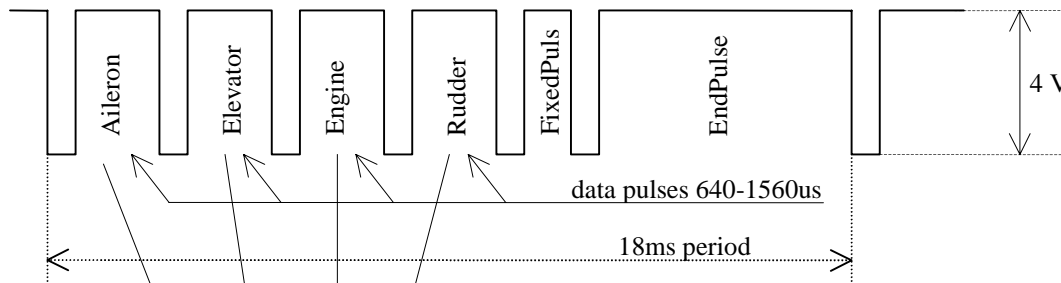 Aileron
Elevator
Engine
Rudder
FixedPuls
EndPulse
4 V
data pulses 640-1560us
18ms period